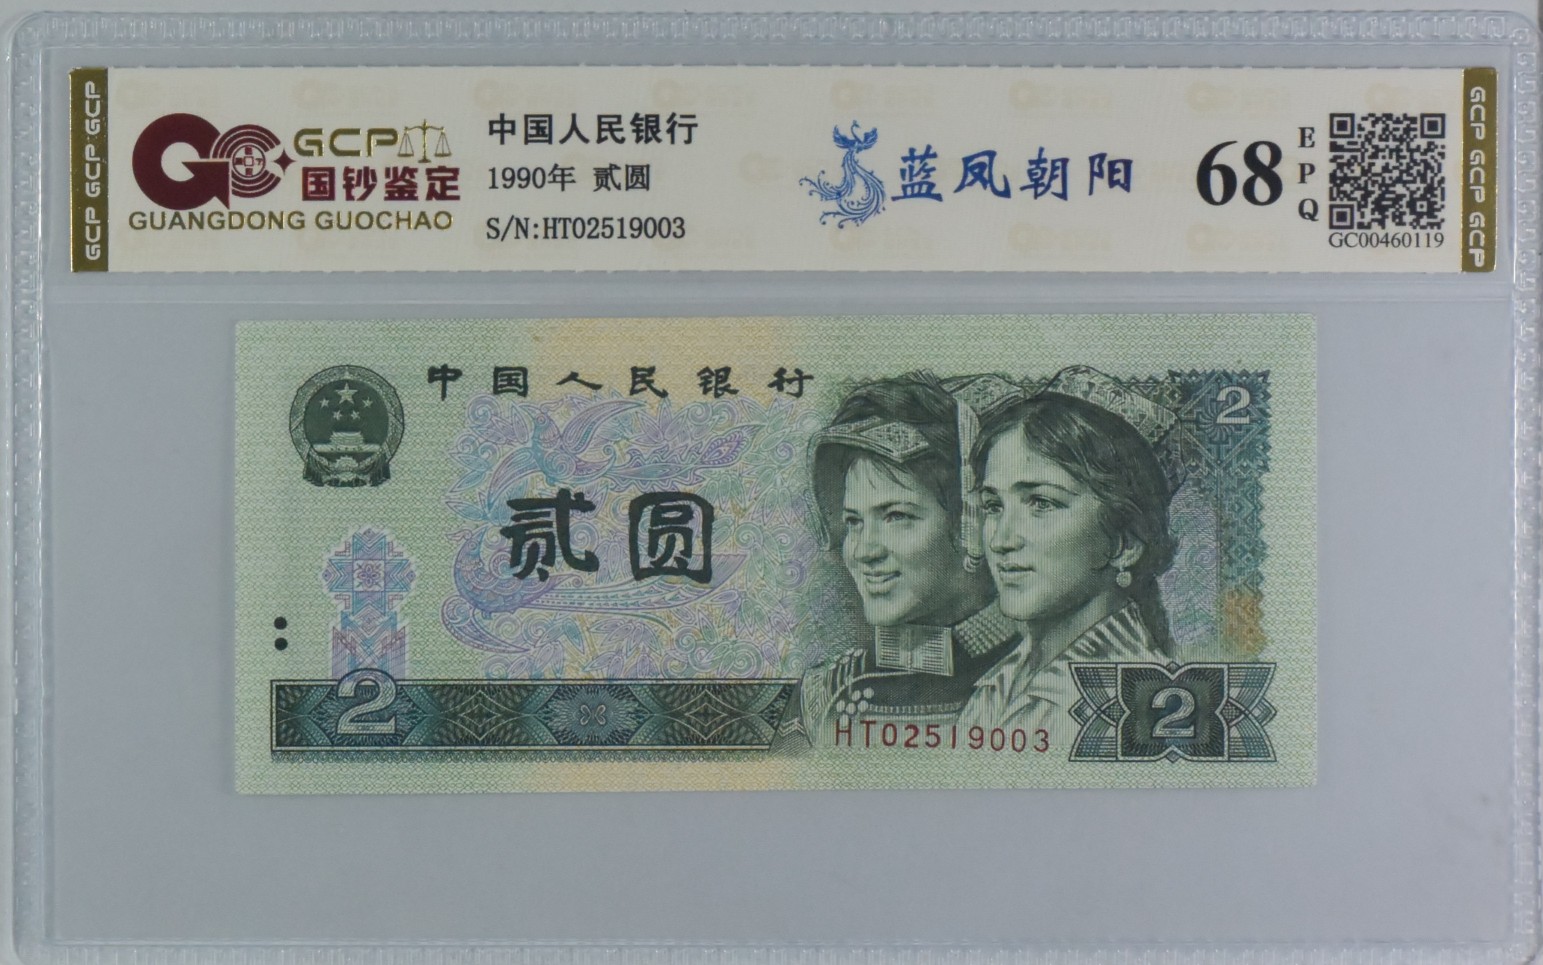 GCP GCP GCP
GCP
国钞鉴定
GUANGDONG GUOCHAO
中国人民银行
1990年 贰圆
S/N:HT02519003
蓝凤朝阳
68
EPQ
GC00460119
GCP GCP GCP
中国人民银行
2
贰圆
2
HT02519003
2